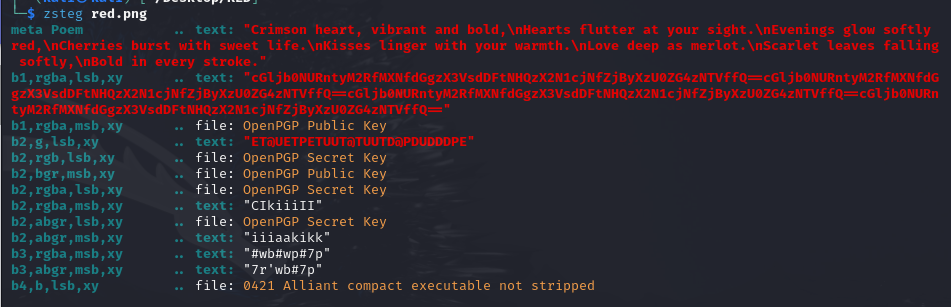 └─$ zsteg red.png
meta Poem .. text: "Crimson heart, vibrant and bold,\nHearts flutter at your sight.\nEvenings glow softly
red,\nCherries burst with sweet life.\nKisses linger with your warmth.\nLove deep as merlot.\nScarlet leaves falling
softly,\nBold in every stroke."
b1,rgba,lsb,xy .. text: "cGljb0NURntyM2RfMXNfdGgzX3VsdDFtNHQzX2N1cjNfZjByXzU0ZG4zNTVffQ==cGljb0NURntyM2RfMXNfdG
gzX3VsdDFtNHQzX2N1cjNfZjByXzU0ZG4zNTVffQ==cGljb0NURntyM2RfMXNfdGgzX3VsdDFtNHQzX2N1cjNfZjByXzU0ZG4zNTVffQ==cGljb0NUR
ntyM2RfMXNfdGgzX3VsdDFtNHQzX2N1cjNfZjByXzU0ZG4zNTVffQ=="
b1,rgba,msb,xy .. file: OpenPGP Public Key
b2,g,lsb,xy .. text: "ET@UETPETUUT@TUUTD@PDUDDDPE"
b2,rgb,lsb,xy .. file: OpenPGP Secret Key
b2,bgr,msb,xy .. file: OpenPGP Public Key
b2,rgba,lsb,xy .. file: OpenPGP Secret Key
b2,rgba,msb,xy .. text: "CIkiiiII"
b2,abgr,lsb,xy .. file: OpenPGP Secret Key
b2,abgr,msb,xy .. text: "iiiaakikk"
b3,rgba,msb,xy .. text: "#wb#wp#7p"
b3,abgr,msb,xy .. text: "7r'wb#7p"
b4,b,lsb,xy .. file: 0421 Alliant compact executable not stripped